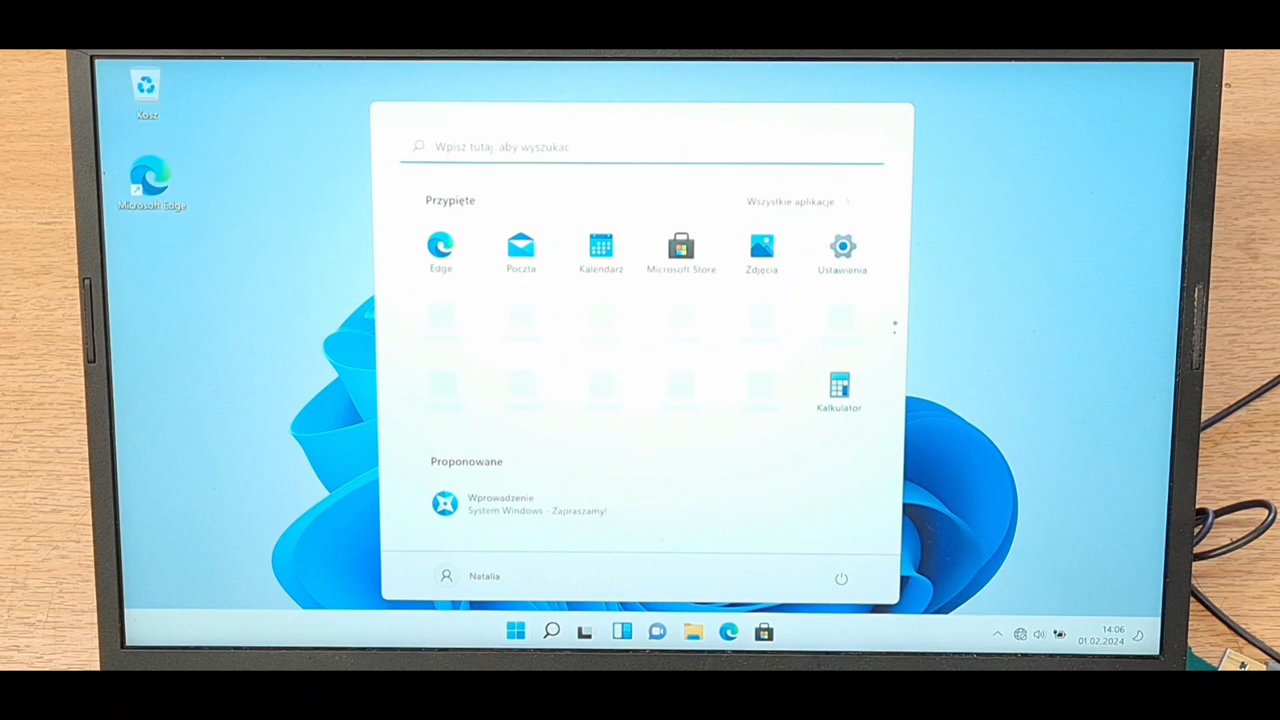 Kosz
Microsoft Edge
Wpisz tutaj, aby wyszukać
Przypięte
Wszystkie aplikacje
Edge
Poczta
Kalendarz
Microsoft Store
Zdjęcia
Ustawienia
Kalkulator
Proponowane
Wprowadzenie
System Windows - Zapraszamy!
Natalia
14:06
01.02.2024